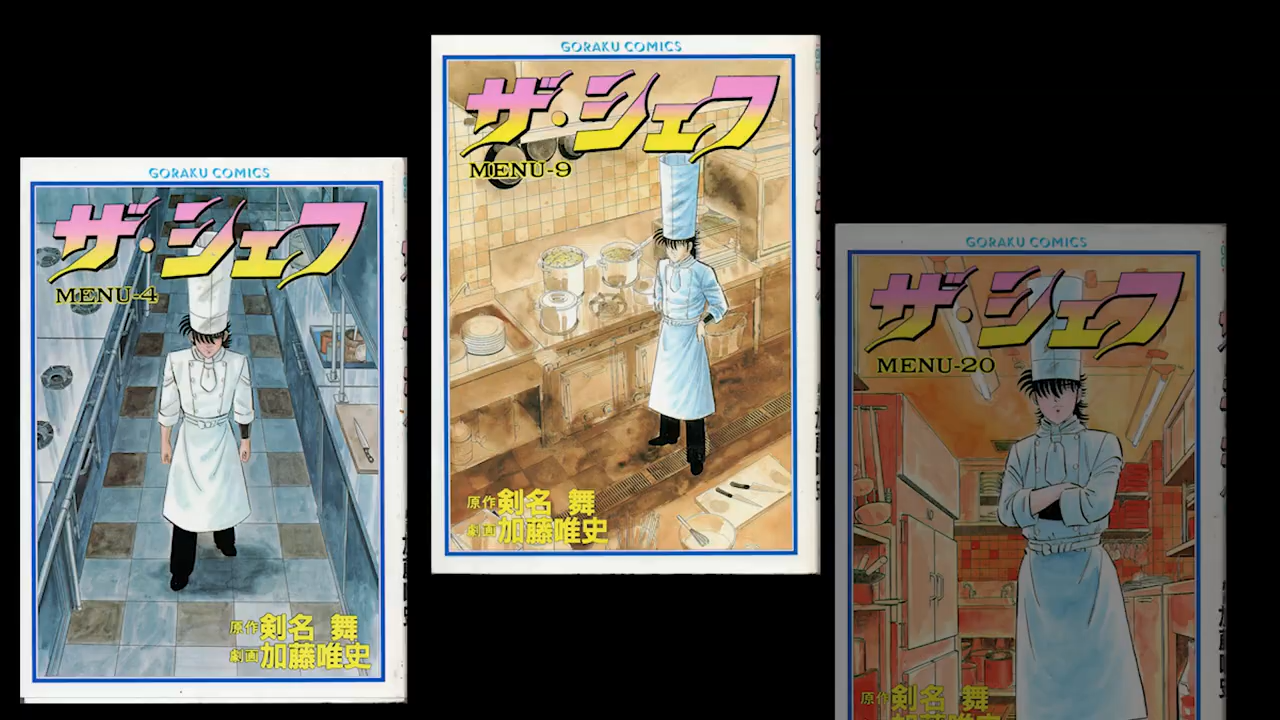 GORAKU COMICS
ザ・シェフ
MENU-4
原作 剣名 舞
劇画 加藤唯史
GORAKU COMICS
ザ・シェフ
MENU-9
原作 剣名 舞
劇画 加藤唯史
GORAKU COMICS
ザ・シェフ
MENU-20
原作 剣名 舞